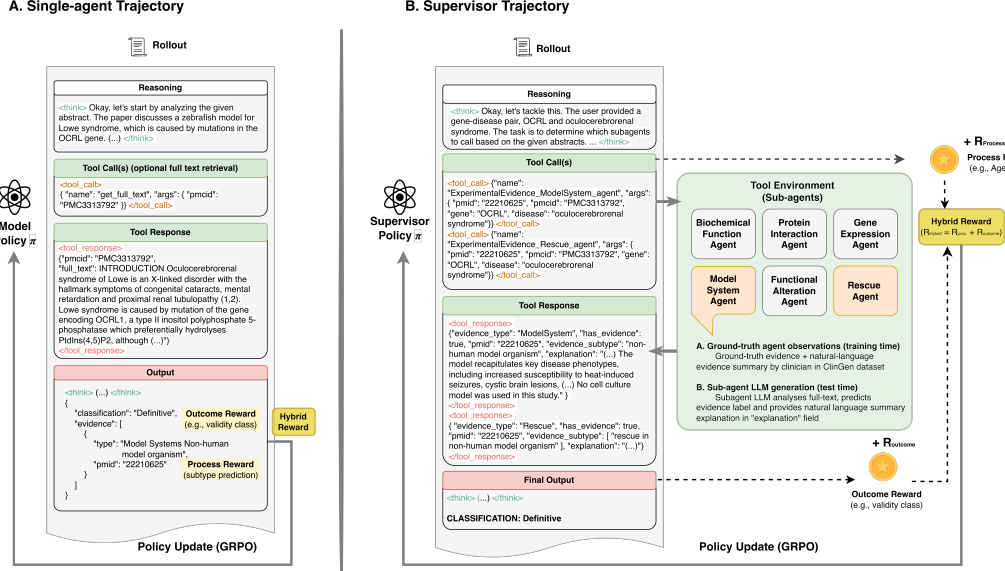 A. Single-agent Trajectory
Rollout
Reasoning
<think> Okay, let's start by analyzing the given
abstract. The paper discusses a zebrafish model for
Lowe syndrome, which is caused by mutations in the
OCRL gene. (...) </think>
Tool Call(s) (optional full text retrieval)
<tool_call>
{ "name": "get_full_text", "args": { "pmcid":
"PMC3313792" }} </tool_call>
Tool Response
<tool_response>
{"pmcid": "PMC3313792",
"full_text": INTRODUCTION Oculocerebrorenal
syndrome of Lowe is an X-linked disorder with the
hallmark symptoms of congenital cataracts, mental
retardation and proximal renal tubulopathy (1,2).
Lowe syndrome is caused by mutation of the gene
encoding OCRL1, a type II inositol polyphosphate 5-
phosphatase which preferentially hydrolyses
PtdIns(4,5)P2, although (...)"}
</tool_response>
Output
<think> (...) </think>
{
"classification": "Definitive",
"evidence": [
{
"type": "Model Systems Non-human
model organism",
"pmid": "22210625"
}
]
}
Outcome Reward
(e.g., validity class)
Process Reward
(subtype prediction)
Hybrid
Reward
Model
Policy π
Policy Update (GRPO)
B. Supervisor Trajectory
Rollout
Reasoning
<think> Okay, let's tackle this. The user provided a
gene-disease pair, OCRL and oculocerebrorenal
syndrome. The task is to determine which subagents
to call based on the given abstracts. ... </think>
Tool Call(s)
<tool_call> {"name":
"ExperimentalEvidence_ModelSystem_agent", "args":
{ "pmid": "22210625", "pmcid": "PMC3313792",
"gene": "OCRL", "disease": "oculocerebrorenal
syndrome"}} </tool_call>
<tool_call> {"name":
"ExperimentalEvidence_Rescue_agent", "args": {
"pmid": "22210625", "pmcid": "PMC3313792", "gene":
"OCRL", "disease": "oculocerebrorenal
syndrome"}} </tool_call>
Tool Response
<tool_response>
{"evidence_type": "ModelSystem", "has_evidence":
true, "pmid": "22210625", "evidence_subtype": "non-
human model organism", "explanation": "(...) The
model recapitulates key disease phenotypes,
including increased susceptibility to heat-induced
seizures, cystic brain lesions, (...) No cell culture
model was used in this study." }
</tool_response>
<tool_response>
{ "evidence_type": "Rescue", "has_evidence": true,
"pmid": "22210625", "evidence_subtype": [ "rescue in
non-human model organism" ], "explanation": "(...)"}
</tool_response>
Final Output
<think> (...) </think>
CLASSIFICATION: Definitive
Supervisor
Policy π
Tool Environment
(Sub-agents)
Biochemical
Function
Agent
Protein
Interaction
Agent
Gene
Expression
Agent
Model
System
Agent
Functional
Alteration
Agent
Rescue
Agent
A. Ground-truth agent observations (training time)
Ground-truth evidence + natural-language
evidence summary by clinician in ClinGen dataset
B. Sub-agent LLM generation (test time)
Subagent LLM analyses full-text, predicts
evidence label and provides natural language summary
explanation in "explanation" field
+ RProcess
Process
(e.g., Age
Hybrid Reward
(RHybrid = Rproc. + Routcome)
+ Routcome
Outcome Reward
(e.g., validity class)
Policy Update (GRPO)